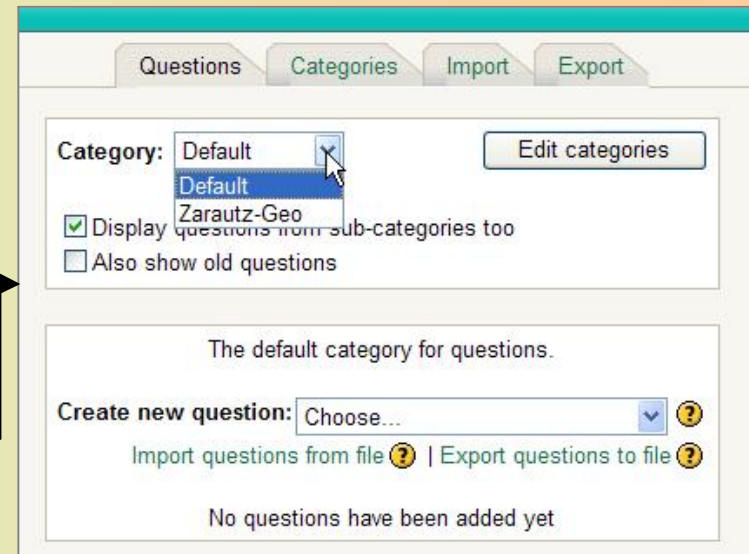 Questions Categories Import Export
Category: Default Edit categories
Default
Zarautz-Geo
Display questions from sub-categories too
Also show old questions
The default category for questions.
Create new question: Choose... ?
Import questions from file ? | Export questions to file ?
No questions have been added yet